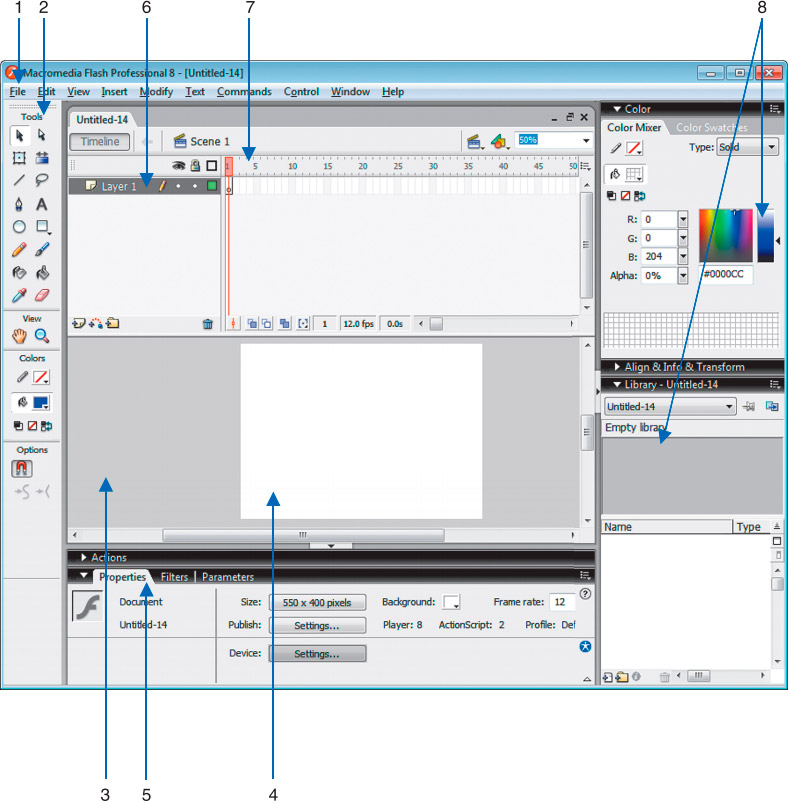 1 2 6 7 8
Macromedia Flash Professional 8 - [Untitled-14]
File Edit View Insert Modify Text Commands Control Window Help
Tools
View
Colors
Options
Untitled-14
Timeline Scene 1 50%
1 5 10 15 20 25 30 35 40 45 50
Layer 1
1 12.0 fps 0.0s
Color
Color Mixer Color Swatches
Type: Solid
R: 0
G: 0
B: 204
Alpha: 0% #0000CC
Align & Info & Transform
Library - Untitled-14
Untitled-14
Empty library
Name Type
Actions
Properties Filters Parameters
Document Size: 550 x 400 pixels Background: Frame rate: 12
Untitled-14 Publish: Settings... Player: 8 ActionScript: 2 Profile: Def
Device: Settings...
3 5 4